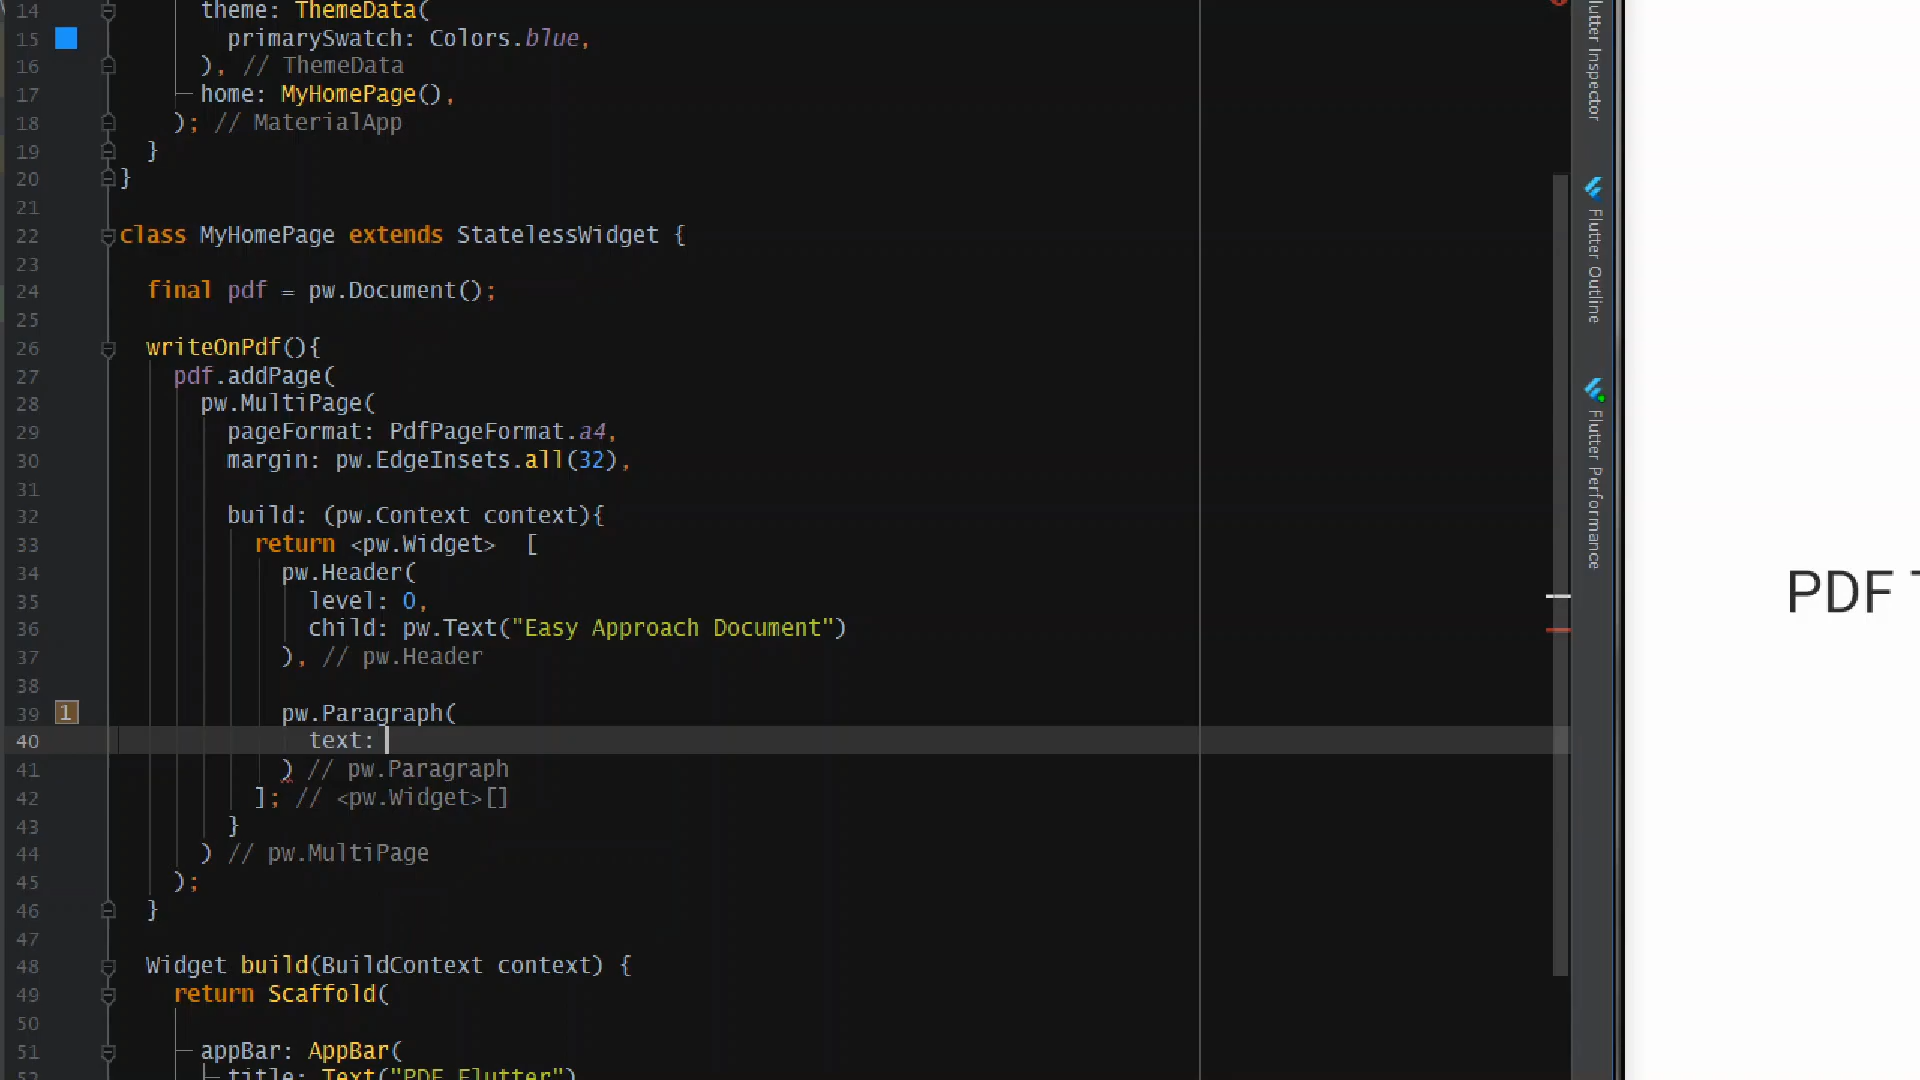 14 theme: ThemeData(
15 primarySwatch: Colors.blue,
16 ), // ThemeData
17 home: MyHomePage(),
18 ); // MaterialApp
19 }
20 }
21
22 class MyHomePage extends StatelessWidget {
23
24 final pdf = pw.Document();
25
26 writeOnPdf(){
27 pdf.addPage(
28 pw.MultiPage(
29 pageFormat: PdfPageFormat.a4,
30 margin: pw.EdgeInsets.all(32),
31
32 build: (pw.Context context){
33 return <pw.Widget>  [
34 pw.Header(
35 level: 0,
36 child: pw.Text("Easy Approach Document")
37 ), // pw.Header
38
39 1 pw.Paragraph(
40 text:
41 ) // pw.Paragraph
42 ]; // <pw.Widget>[]
43 }
44 ) // pw.MultiPage
45 );
46 }
47
48 Widget build(BuildContext context) {
49 return Scaffold(
50
51 appBar: AppBar(
52 title: Text("PDF Flutter")
lutter Inspector
Flutter Outline
Flutter Performance
PDF